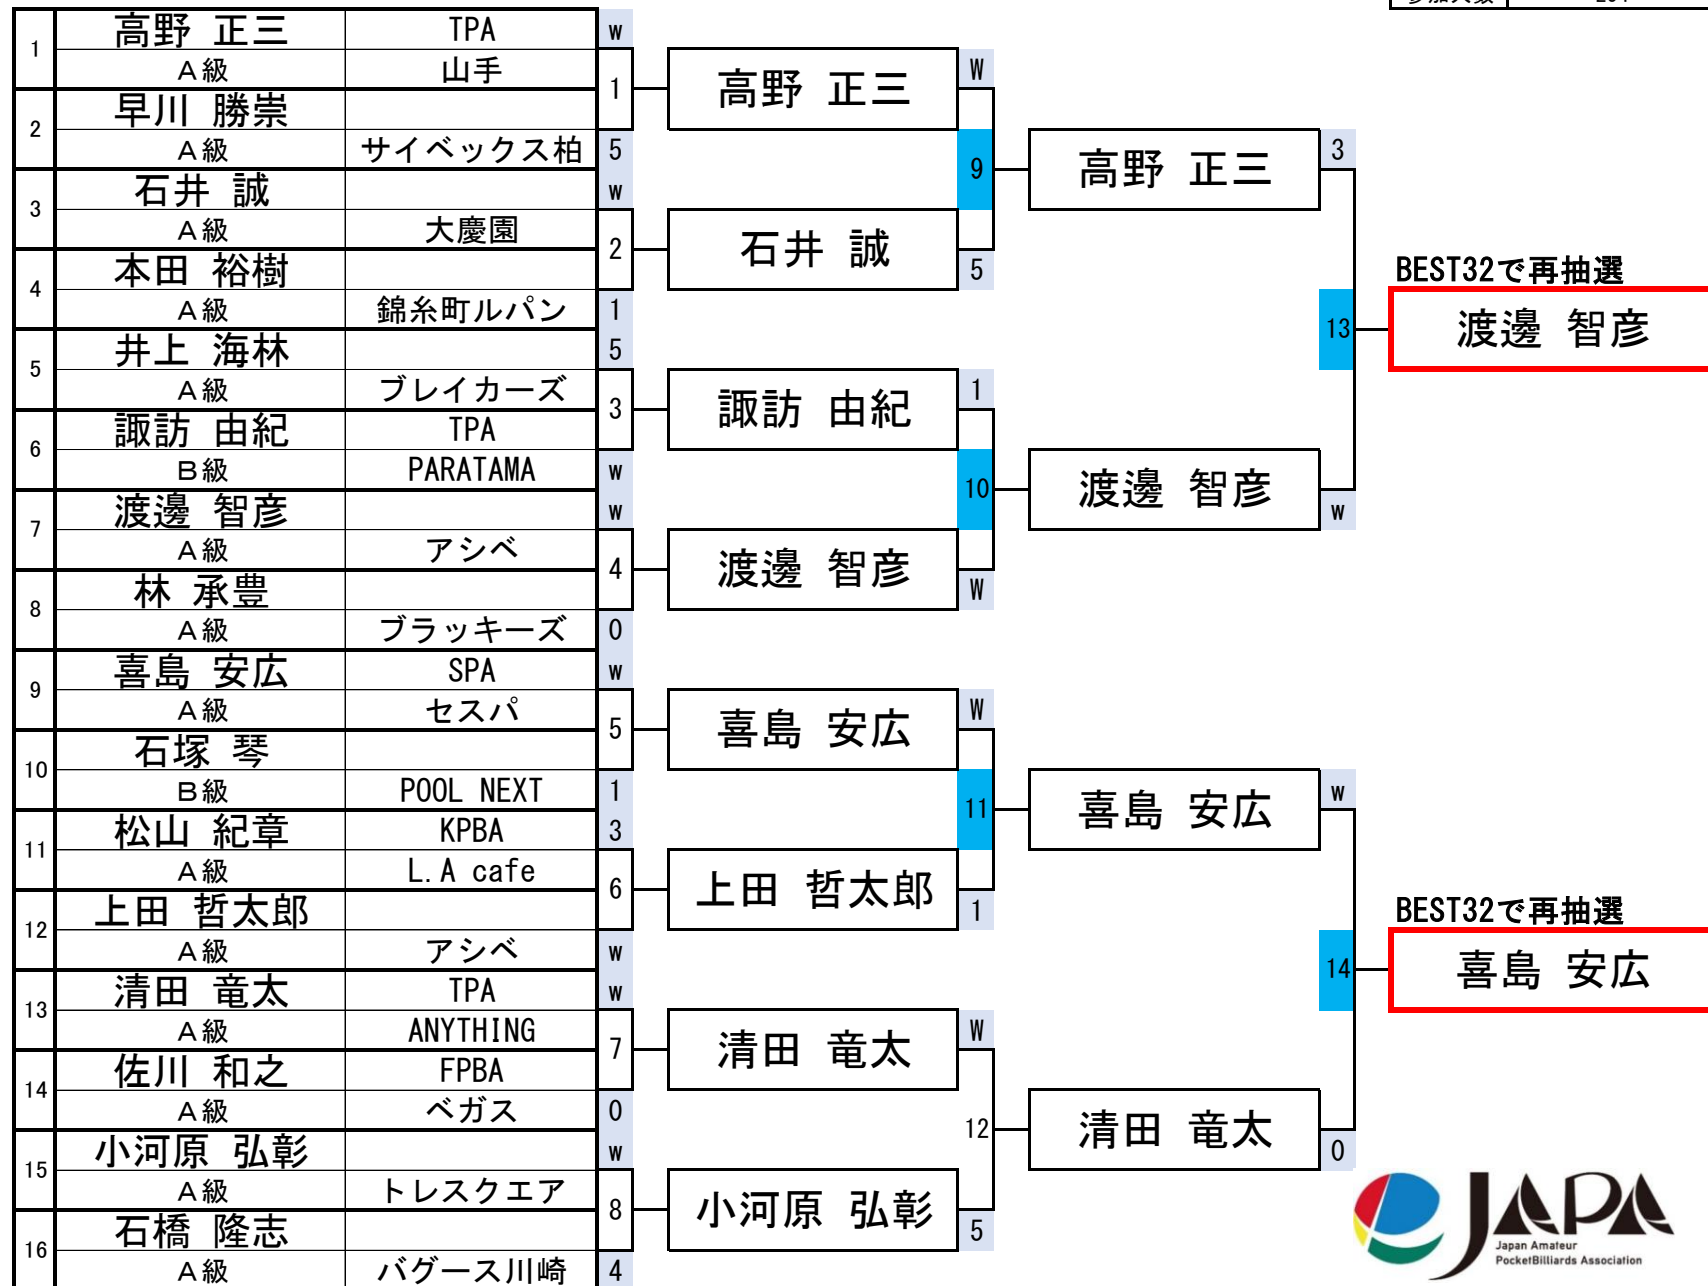 1 高野 正三 TPA W
A級 山手
2 早川 勝崇
A級 サイベックス柏 5
3 石井 誠 W
A級 大慶園
4 本田 裕樹
A級 錦糸町ルパン 1
5 井上 海林 5
A級 ブレイカーズ
6 諏訪 由紀 TPA
B級 PARATAMA W
7 渡邊 智彦 W
A級 アシベ
8 林 承豊
A級 ブラッキーズ 0
9 喜島 安広 SPA W
A級 セスパ
10 石塚 琴
B級 POOL NEXT 1
11 松山 紀章 KPBA 3
A級 L.A cafe
12 上田 哲太郎
A級 アシベ W
13 清田 竜太 TPA W
A級 ANYTHING
14 佐川 和之 FPBA
A級 ベガス 0
15 小河原 弘彰 W
A級 トレスクエア
16 石橋 隆志
A級 バグース川崎 4
1 高野 正三 W
9
2 石井 誠 5
3 諏訪 由紀 1
10
4 渡邊 智彦 W
5 喜島 安広 W
11
6 上田 哲太郎 1
7 清田 竜太 W
12
8 小河原 弘彰 5
高野 正三 3
13
渡邊 智彦 W
喜島 安広 W
14
清田 竜太 0
BEST32で再抽選
渡邊 智彦
BEST32で再抽選
喜島 安広
JAPA
Japan Amateur
PocketBilliards Association